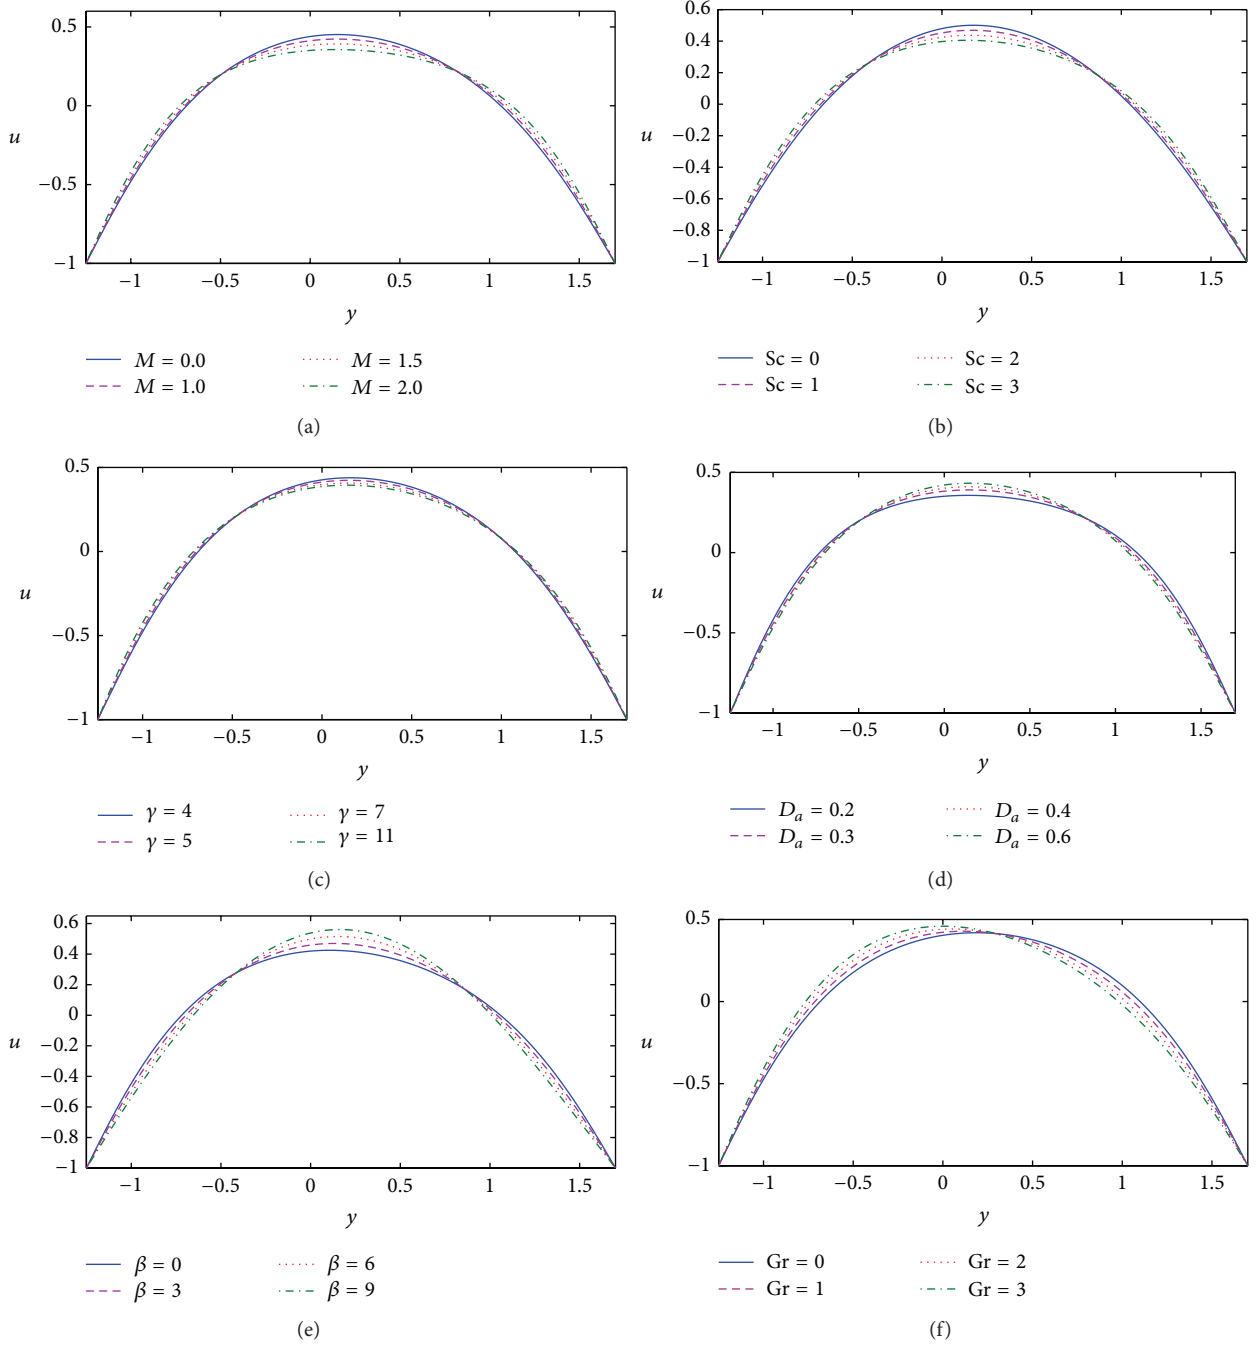 0.5
0
−0.5
−1
u
−1
−0.5
0
0.5
1
1.5
y
M = 0.0
M = 1.5
M = 1.0
M = 2.0
(a)
0.6
0.4
0.2
0
−0.2
−0.4
−0.6
−0.8
−1
u
−1
−0.5
0
0.5
1
1.5
y
Sc = 0
Sc = 2
Sc = 1
Sc = 3
(b)
0.5
0
−0.5
−1
u
−1
−0.5
0
0.5
1
1.5
y
γ = 4
γ = 7
γ = 5
γ = 11
(c)
0.5
0
−0.5
−1
u
−1
−0.5
0
0.5
1
1.5
y
Da = 0.2
Da = 0.4
Da = 0.3
Da = 0.6
(d)
0.6
0.4
0.2
0
−0.2
−0.4
−0.6
−0.8
−1
u
−1
−0.5
0
0.5
1
1.5
y
β = 0
β = 6
β = 3
β = 9
(e)
0.5
0
−0.5
−1
u
−1
−0.5
0
0.5
1
1.5
y
Gr = 0
Gr = 2
Gr = 1
Gr = 3
(f)